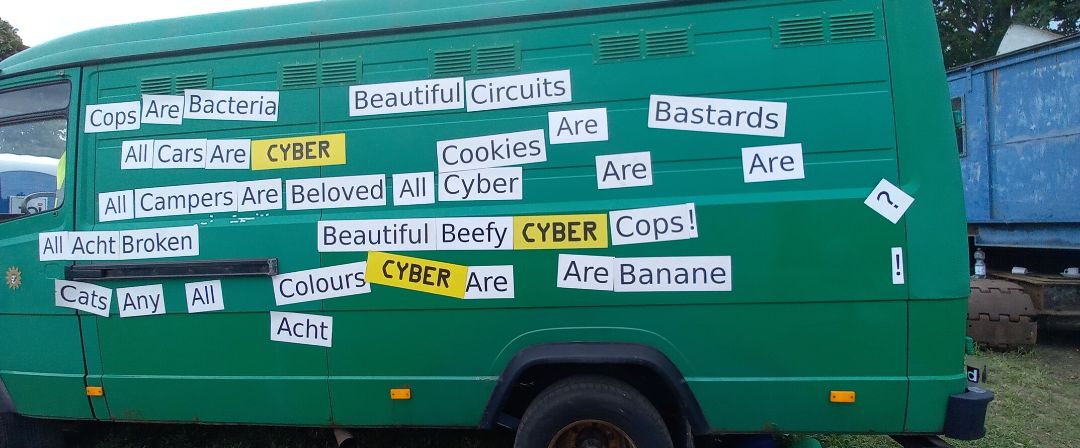 Cops Are Bacteria
Beautiful Circuits
Are
Bastards
All Cars Are CYBER
Cookies
Are
Are
All Campers Are Beloved All Cyber
?
All Acht Broken
Beautiful Beefy CYBER Cops!
!
Cats Any All
Colours CYBER Are
Are Banane
Acht